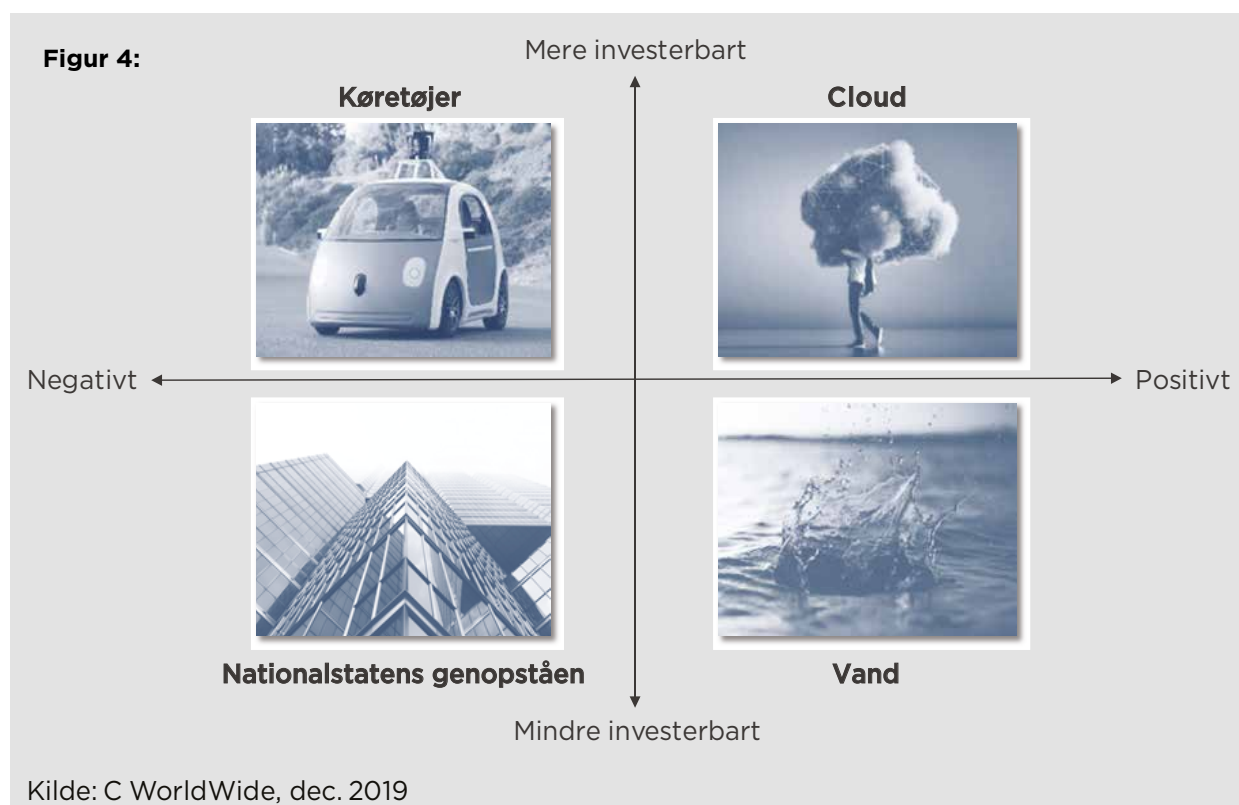 Figur 4:
Mere investerbart
Køretøjer
Cloud
Negativt
Positivt
Nationalstatens genopståen
Vand
Mindre investerbart
Kilde: C WorldWide, dec. 2019